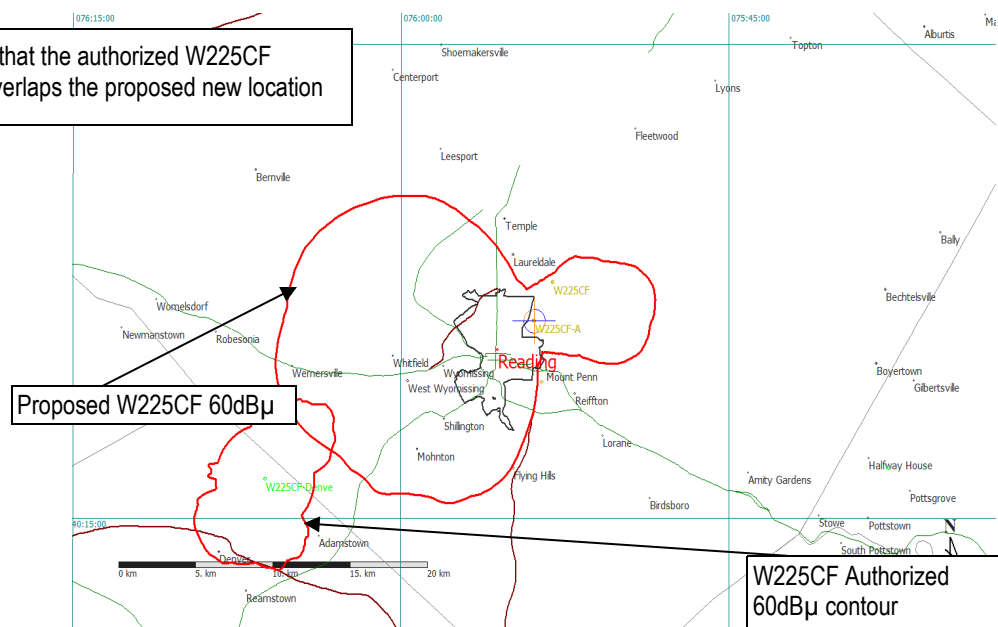 076:15:00
076:00:00
075:45:00
Alburtis
Topton
that the authorized W225CF
verlaps the proposed new location
Shoemakersville
Centerport
Lyons
Fleetwood
Leesport
Bernville
Temple
Bally
Laureldale
W225CF
Bechtelsville
Womelsdorf
W225CF-A
Newmanstown
Robesonia
Reading
Whitfield
Wyomissing
Wernersville
Mount Penn
West Wyomissing
Boyertown
Gilbertsville
Proposed W225CF 60dBµ
Reiffton
Shillington
Lorane
Mohnton
Halfway House
Flying Hills
Amity Gardens
W225CF-Denve
Pottsgrove
Birdsboro
40:15:00
Stowe
Pottstown
N
Adamstown
South Pottstown
Denver
0 km
5. km
10. km
15. km
20 km
W225CF Authorized
60dBµ contour
Reamstown